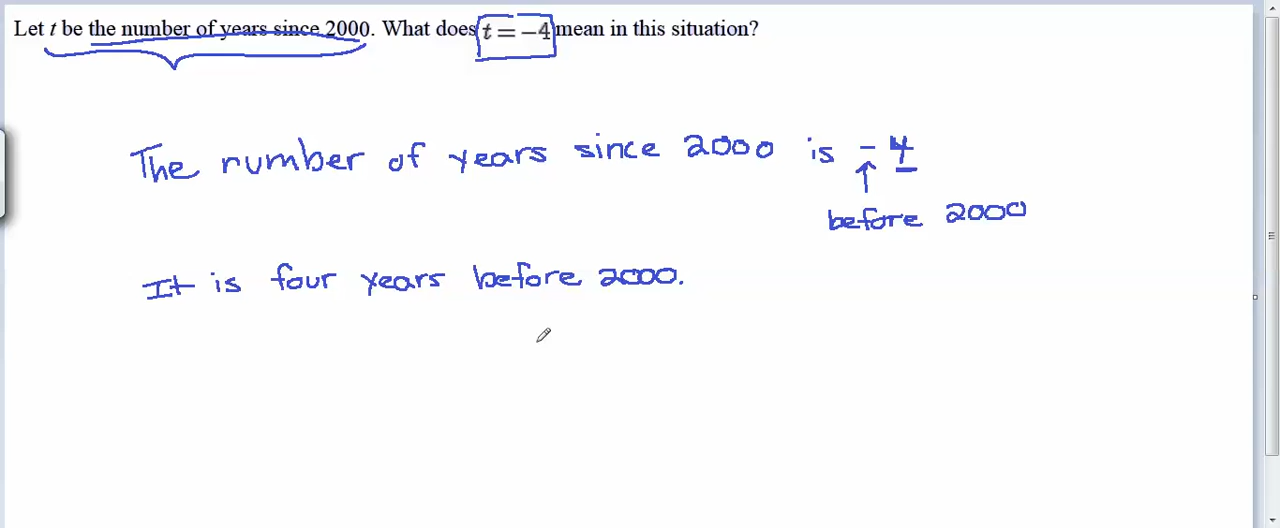 Let t be the number of years since 2000. What does t = −4 mean in this situation?
The number of years since 2000 is - 4
before 2000
It is four years before 2000.